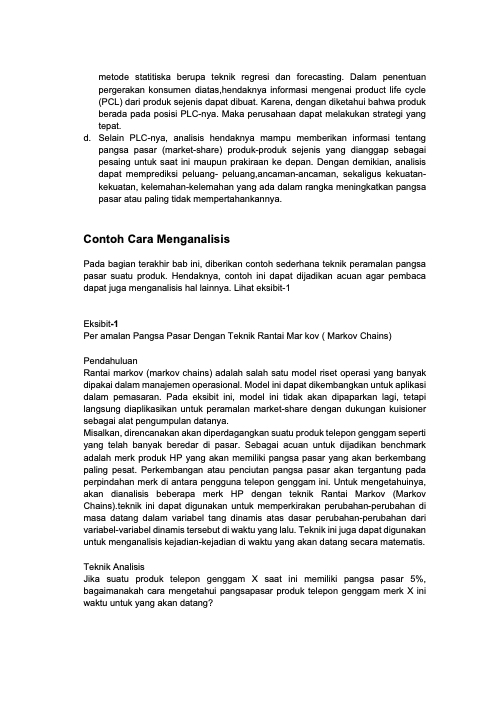 metode statitiska berupa teknik regresi dan forecasting. Dalam penentuan
pergerakan konsumen diatas,hendaknya informasi mengenai product life cycle
(PCL) dari produk sejenis dapat dibuat. Karena, dengan diketahui bahwa produk
berada pada posisi PLC-nya. Maka perusahaan dapat melakukan strategi yang
tepat.
d. Selain PLC-nya, analisis hendaknya mampu memberikan informasi tentang
pangsa pasar (market-share) produk-produk sejenis yang dianggap sebagai
pesaing untuk saat ini maupun prakiraan ke depan. Dengan demikian, analisis
dapat memprediksi peluang- peluang,ancaman-ancaman, sekaligus kekuatan-
kekuatan, kelemahan-kelemahan yang ada dalam rangka meningkatkan pangsa
pasar atau paling tidak mempertahankannya.
Contoh Cara Menganalisis
Pada bagian terakhir bab ini, diberikan contoh sederhana teknik peramalan pangsa
pasar suatu produk. Hendaknya, contoh ini dapat dijadikan acuan agar pembaca
dapat juga menganalisis hal lainnya. Lihat eksibit-1
Eksibit-1
Per amalan Pangsa Pasar Dengan Teknik Rantai Mar kov ( Markov Chains)
Pendahuluan
Rantai markov (markov chains) adalah salah satu model riset operasi yang banyak
dipakai dalam manajemen operasional. Model ini dapat dikembangkan untuk aplikasi
dalam pemasaran. Pada eksibit ini, model ini tidak akan dipaparkan lagi, tetapi
langsung diaplikasikan untuk peramalan market-share dengan dukungan kuisioner
sebagai alat pengumpulan datanya.
Misalkan, direncanakan akan diperdagangkan suatu produk telepon genggam seperti
yang telah banyak beredar di pasar. Sebagai acuan untuk dijadikan benchmark
adalah merk produk HP yang akan memiliki pangsa pasar yang akan berkembang
paling pesat. Perkembangan atau penciutan pangsa pasar akan tergantung pada
perpindahan merk di antara pengguna telepon genggam ini. Untuk mengetahuinya,
akan dianalisis beberapa merk HP dengan teknik Rantai Markov (Markov
Chains).teknik ini dapat digunakan untuk memperkirakan perubahan-perubahan di
masa datang dalam variabel tang dinamis atas dasar perubahan-perubahan dari
variabel-variabel dinamis tersebut di waktu yang lalu. Teknik ini juga dapat digunakan
untuk menganalisis kejadian-kejadian di waktu yang akan datang secara matematis.
Teknik Analisis
Jika suatu produk telepon genggam X saat ini memiliki pangsa pasar 5%,
bagaimanakah cara mengetahui pangsapasar produk telepon genggam merk X ini
waktu untuk yang akan datang?